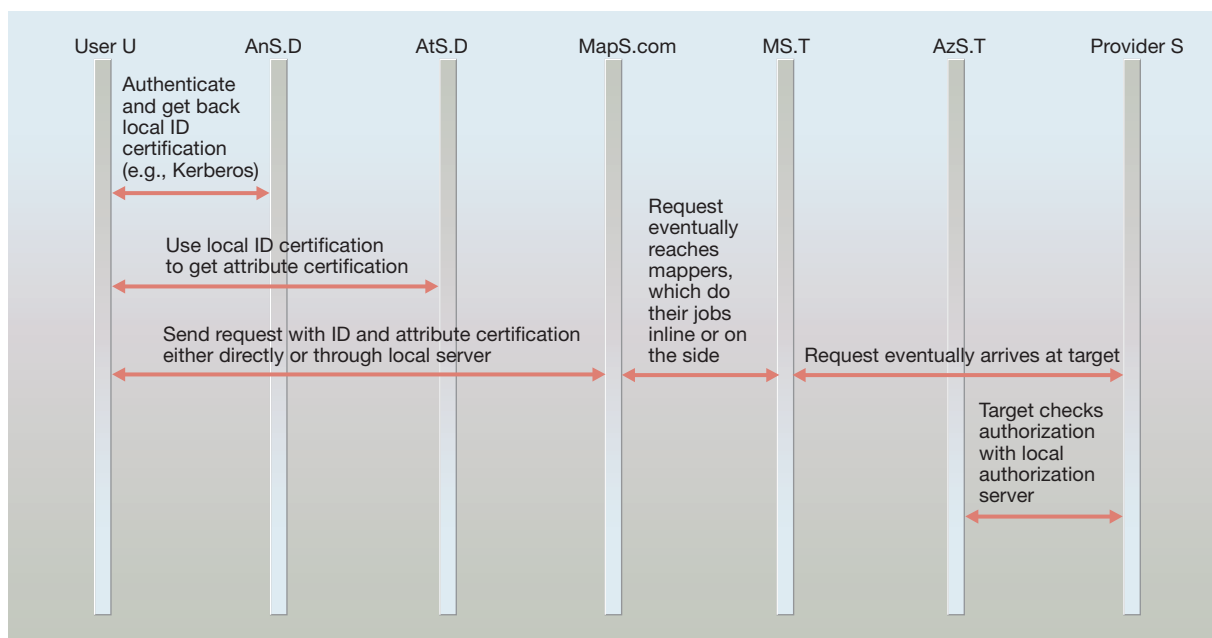 User U
AnS.D
AtS.D
MapS.com
MS.T
AzS.T
Provider S
Authenticate
and get back
local ID
certification
(e.g., Kerberos)
Use local ID certification
to get attribute certification
Send request with ID and attribute certification
either directly or through local server
Request
eventually
reaches
mappers,
which do
their jobs
inline or on
the side
Request eventually arrives at target
Target checks
authorization
with local
authorization
server